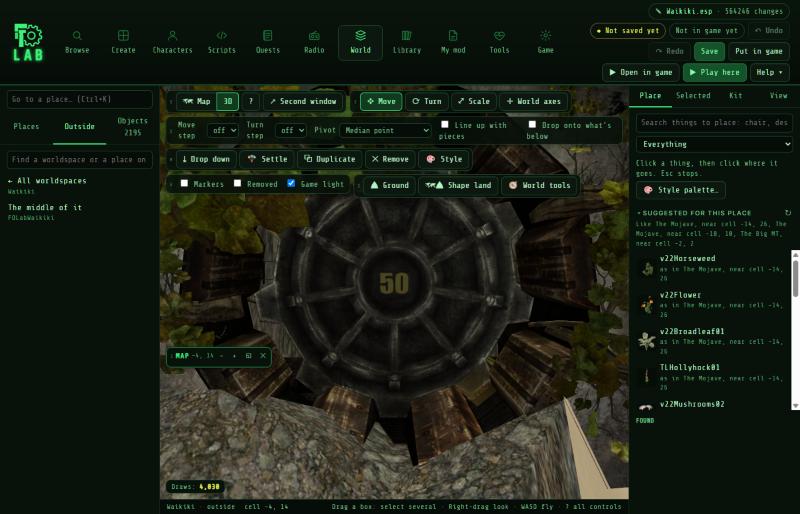 Waikiki.esp · 564246 changes
Not saved yet
Not in game yet
Undo
Redo
Save
Put in game
Open in game
Play here
Help
LAB
Browse
Create
Characters
Scripts
Quests
Radio
World
Library
My mod
Tools
Game
Go to a place… (Ctrl+K)
Places
Outside
Objects
2195
Find a worldspace or a place on
← All worldspaces
Waikiki
The middle of it
FOLabWaikiki
Map
3D
?
Second window
Move
Turn
Scale
World axes
Move step
off
Turn step
off
Pivot
Median point
Line up with pieces
Drop onto what's below
Drop down
Settle
Duplicate
Remove
Style
Markers
Removed
Game light
Ground
Shape land
World tools
50
MAP -4, 14
Draws: 4,030
Waikiki · outside cell -4, 14
Drag a box: select several · Right-drag look · WASD fly · ? all controls
Place
Selected
Kit
View
Search things to place: chair, des
Everything
Click a thing, then click where it
goes. Esc stops.
Style palette…
SUGGESTED FOR THIS PLACE
Like The Mojave, near cell -14,
26, The
Mojave, near cell -18, 10, The Big MT,
near cell -2, 2
v22Horseweed
as in The Mojave, near cell -14,
26
v22Flower
as in The Mojave, near cell -14,
26
v22Broadleaf01
as in The Mojave, near cell -14,
26
TLHollyhock01
as in The Mojave, near cell -14,
26
v22Mushrooms02
FOUND